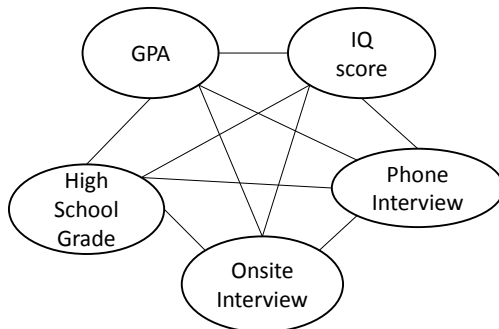 GPA
IQ
score
High
School
Grade
Phone
Interview
Onsite
Interview